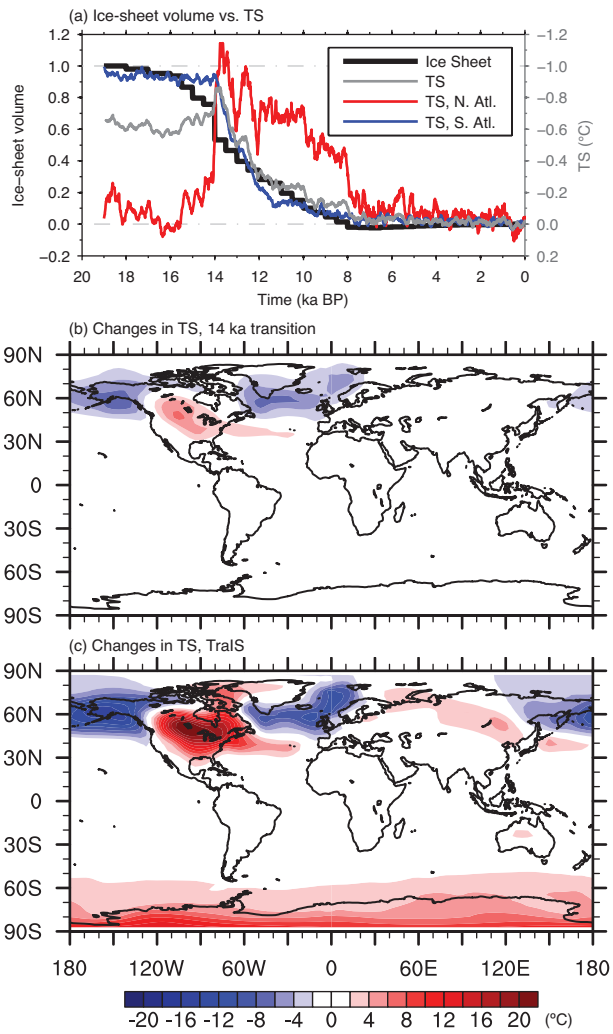 (a) Ice-sheet volume vs. TS
Ice-sheet volume
1.2
1.0
0.8
0.6
0.4
0.2
0.0
−0.2
Ice Sheet
TS
TS, N. Atl.
TS, S. Atl.
−1.2
−1.0
−0.8
−0.6
−0.4
−0.2
0.0
0.2
TS (°C)
20 18 16 14 12 10 8 6 4 2 0
Time (ka BP)
(b) Changes in TS, 14 ka transition
90N
60N
30N
0
30S
60S
90S
(c) Changes in TS, TraIS
90N
60N
30N
0
30S
60S
90S
180 120W 60W 0 60E 120E 180
-20 -16 -12 -8 -4 0 4 8 12 16 20 (°C)